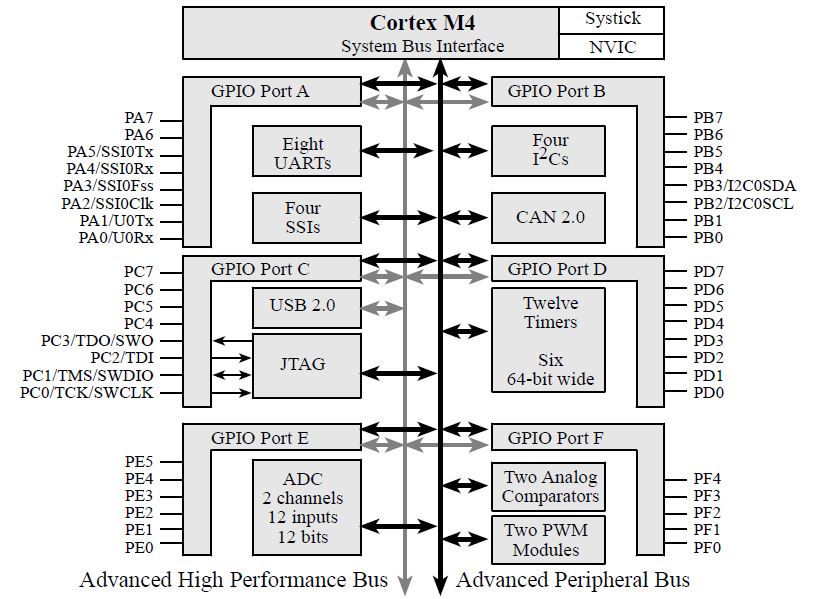 Cortex M4
System Bus Interface
Systick
NVIC
GPIO Port A
PA7
PA6
PA5/SSI0Tx
PA4/SSI0Rx
PA3/SSI0Fss
PA2/SSI0Clk
PA1/U0Tx
PA0/U0Rx
Eight
UARTs
Four
SSIs
GPIO Port B
PB7
PB6
PB5
PB4
PB3/I2C0SDA
PB2/I2C0SCL
PB1
PB0
Four
I2Cs
CAN 2.0
GPIO Port C
PC7
PC6
PC5
PC4
PC3/TDO/SWO
PC2/TDI
PC1/TMS/SWDIO
PC0/TCK/SWCLK
USB 2.0
JTAG
GPIO Port D
PD7
PD6
PD5
PD4
PD3
PD2
PD1
PD0
Twelve
Timers
Six
64-bit wide
GPIO Port E
PE5
PE4
PE3
PE2
PE1
PE0
ADC
2 channels
12 inputs
12 bits
GPIO Port F
PF4
PF3
PF2
PF1
PF0
Two Analog
Comparators
Two PWM
Modules
Advanced High Performance Bus
Advanced Peripheral Bus